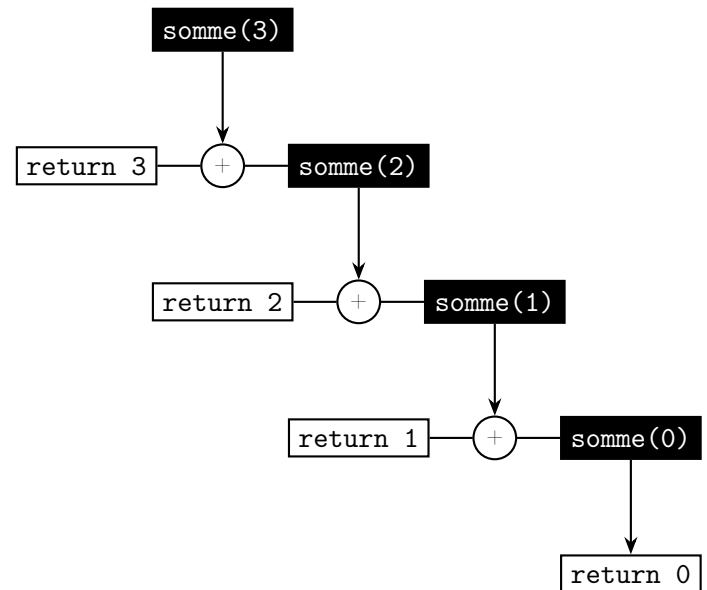 somme(3)
return 3 + somme(2)
return 2 + somme(1)
return 1 + somme(0)
return 0